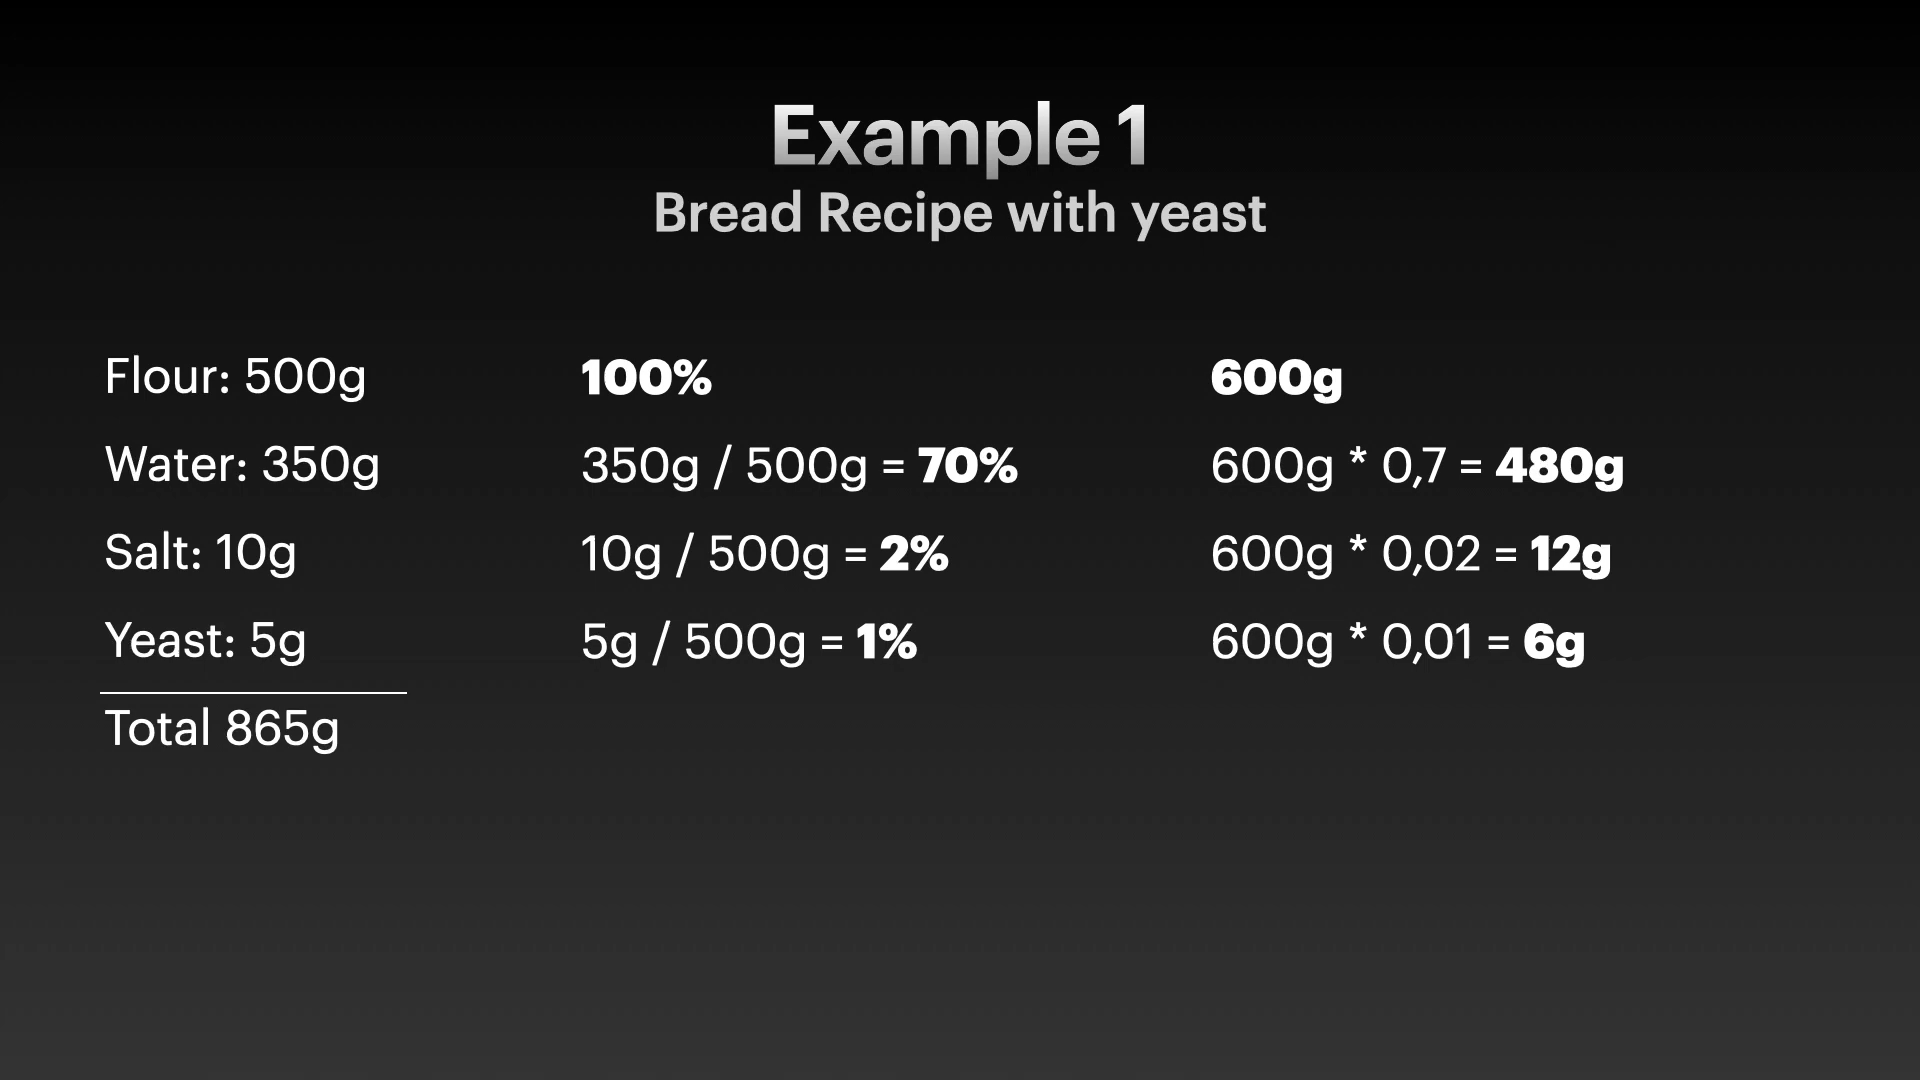 Example 1
Bread Recipe with yeast
Flour: 500g 100% 600g
Water: 350g 350g / 500g = 70% 600g * 0,7 = 480g
Salt: 10g 10g / 500g = 2% 600g * 0,02 = 12g
Yeast: 5g 5g / 500g = 1% 600g * 0,01 = 6g
Total 865g